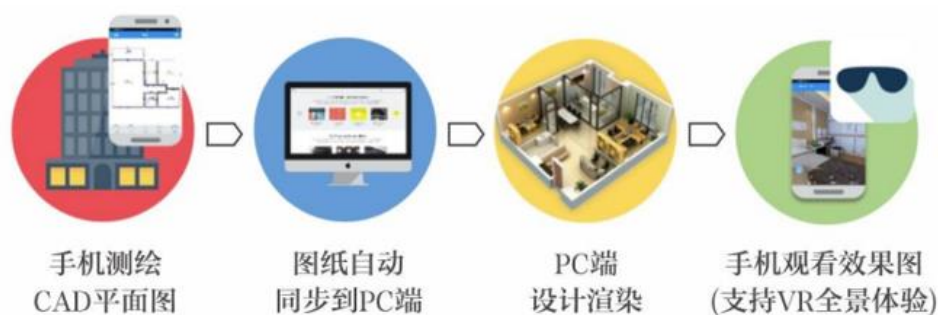 手机测绘
CAD平面图
图纸自动
同步到PC端
PC端
设计渲染
手机观看效果图
(支持VR全景体验)